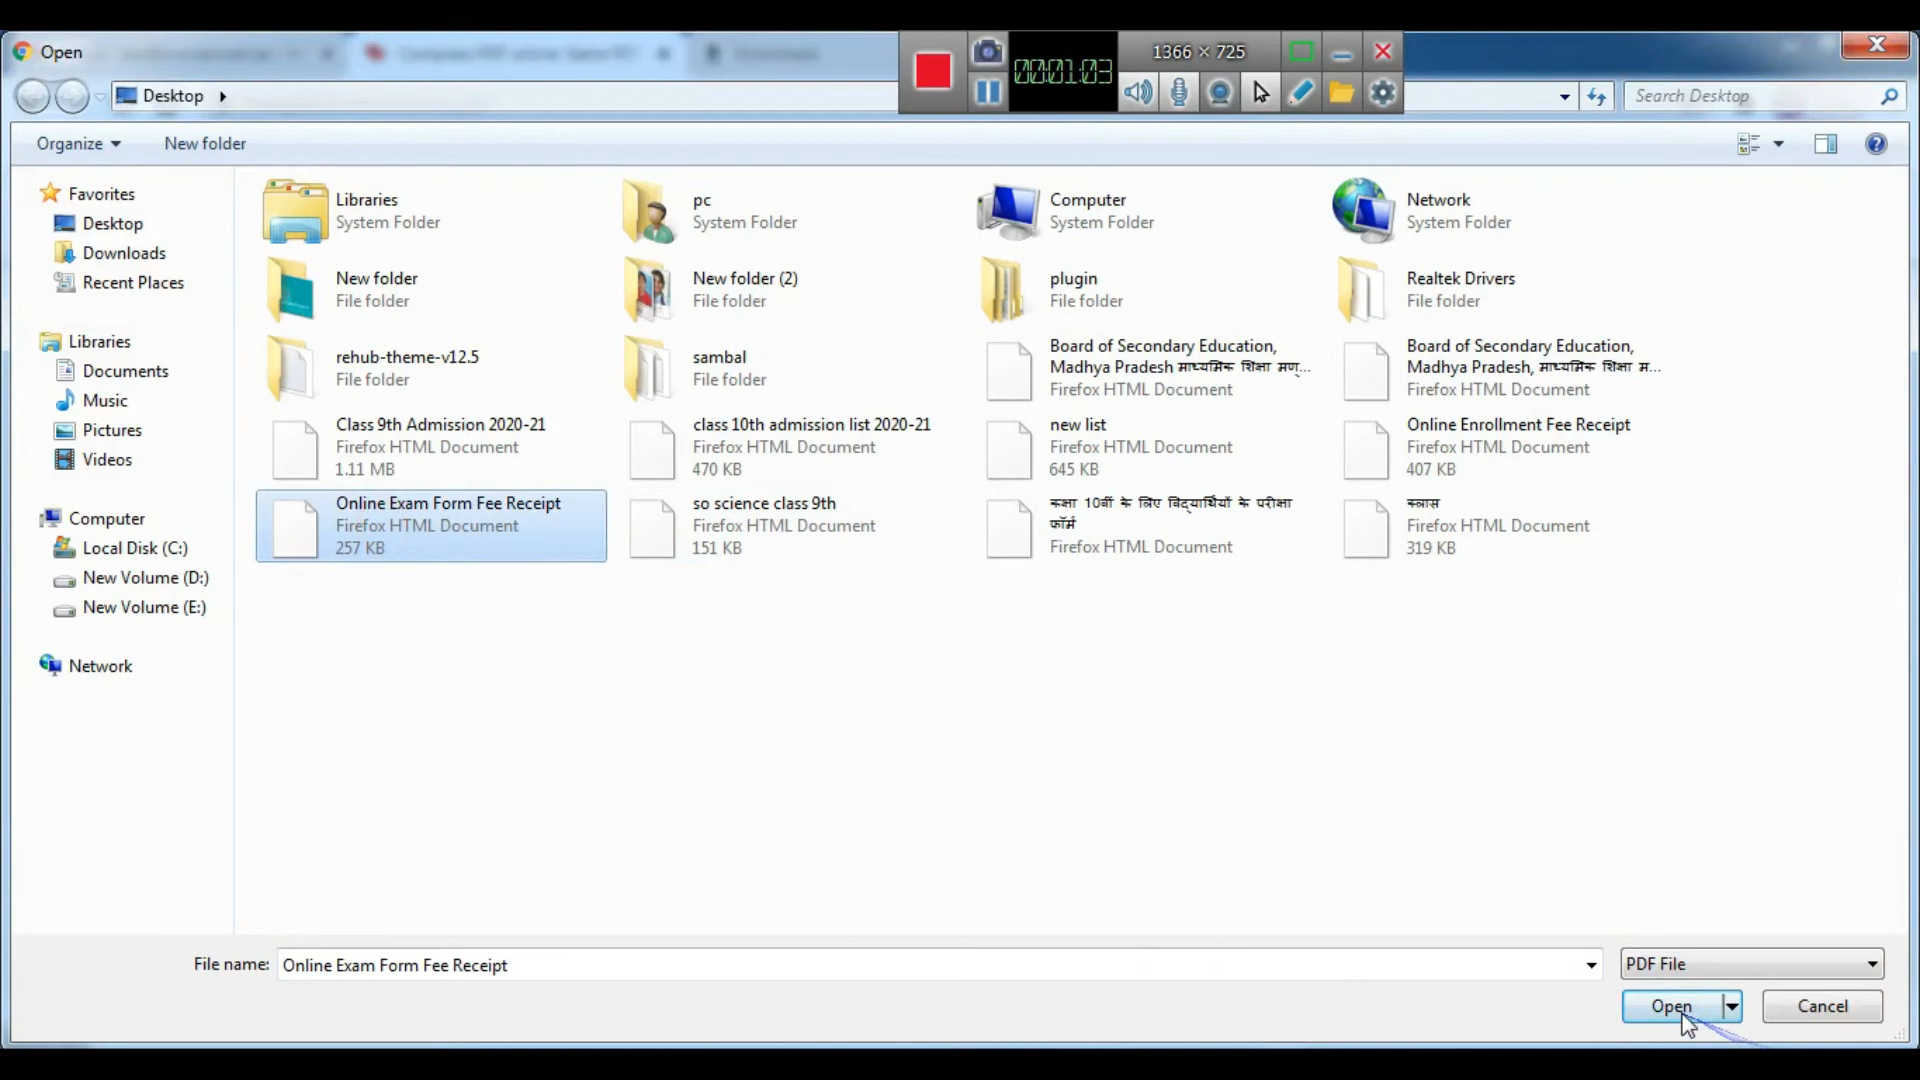 Open
00:01:03
1366 × 725
Desktop
Search Desktop
Organize
New folder
Favorites
Desktop
Downloads
Recent Places
Libraries
Documents
Music
Pictures
Videos
Computer
Local Disk (C:)
New Volume (D:)
New Volume (E:)
Network
Libraries
System Folder
pc
System Folder
Computer
System Folder
Network
System Folder
New folder
File folder
New folder (2)
File folder
plugin
File folder
Realtek Drivers
File folder
rehub-theme-v12.5
File folder
sambal
File folder
Board of Secondary Education,
Madhya Pradesh माध्यमिक शिक्षा मण्...
Firefox HTML Document
Board of Secondary Education,
Madhya Pradesh, माध्यमिक शिक्षा म...
Firefox HTML Document
Class 9th Admission 2020-21
Firefox HTML Document
1.11 MB
class 10th admission list 2020-21
Firefox HTML Document
470 KB
new list
Firefox HTML Document
645 KB
Online Enrollment Fee Receipt
Firefox HTML Document
407 KB
Online Exam Form Fee Receipt
Firefox HTML Document
257 KB
so science class 9th
Firefox HTML Document
151 KB
कक्षा 10वीं के लिए विद्यार्थियों के परीक्षा
फॉर्म
Firefox HTML Document
क्लास
Firefox HTML Document
319 KB
File name:
Online Exam Form Fee Receipt
PDF File
Open
Cancel